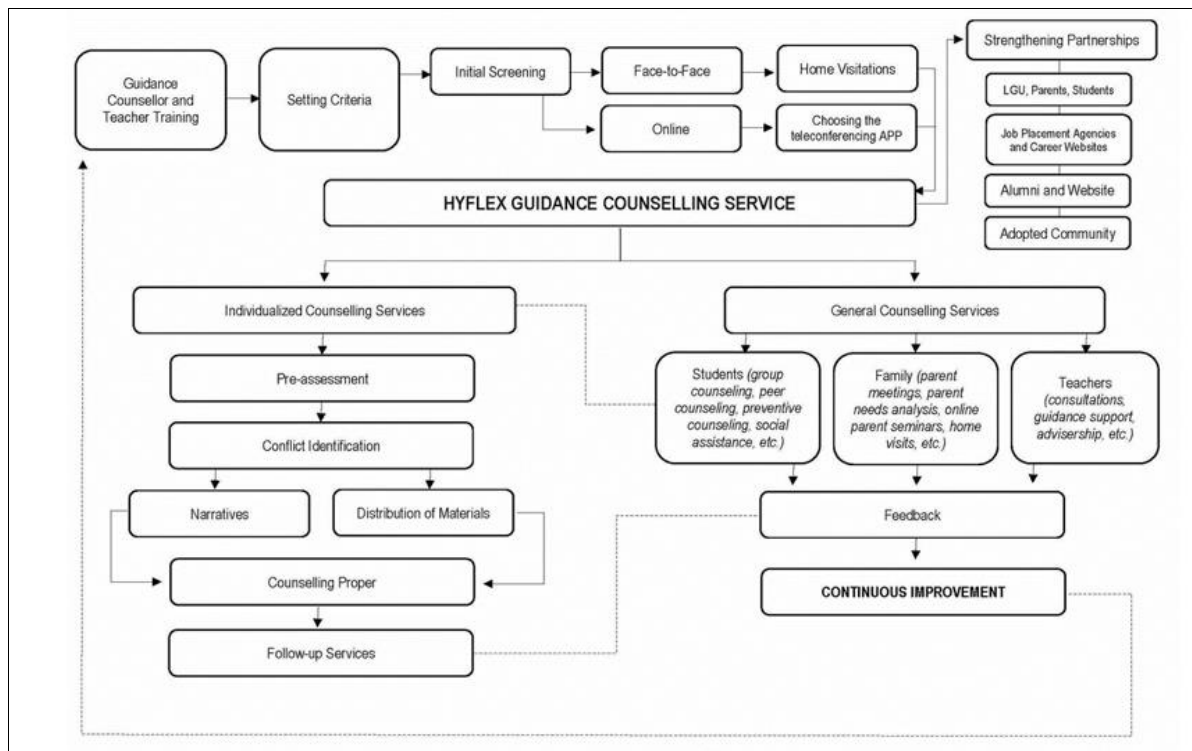 Guidance
Counsellor and
Teacher Training
Setting Criteria
Initial Screening
Face-to-Face
Home Visitations
Online
Choosing the
teleconferencing APP
Strengthening Partnerships
LGU, Parents, Students
Job Placement Agencies
and Career Websites
Alumni and Website
Adopted Community
HYFLEX GUIDANCE COUNSELLING SERVICE
Individualized Counselling Services
Pre-assessment
Conflict Identification
Narratives
Distribution of Materials
Counselling Proper
Follow-up Services
General Counselling Services
Students (group
counseling, peer
counseling, preventive
counseling, social
assistance, etc.)
Family (parent
meetings, parent
needs analysis, online
parent seminars, home
visits, etc.)
Teachers
(consultations,
guidance support,
advisership, etc.)
Feedback
CONTINUOUS IMPROVEMENT